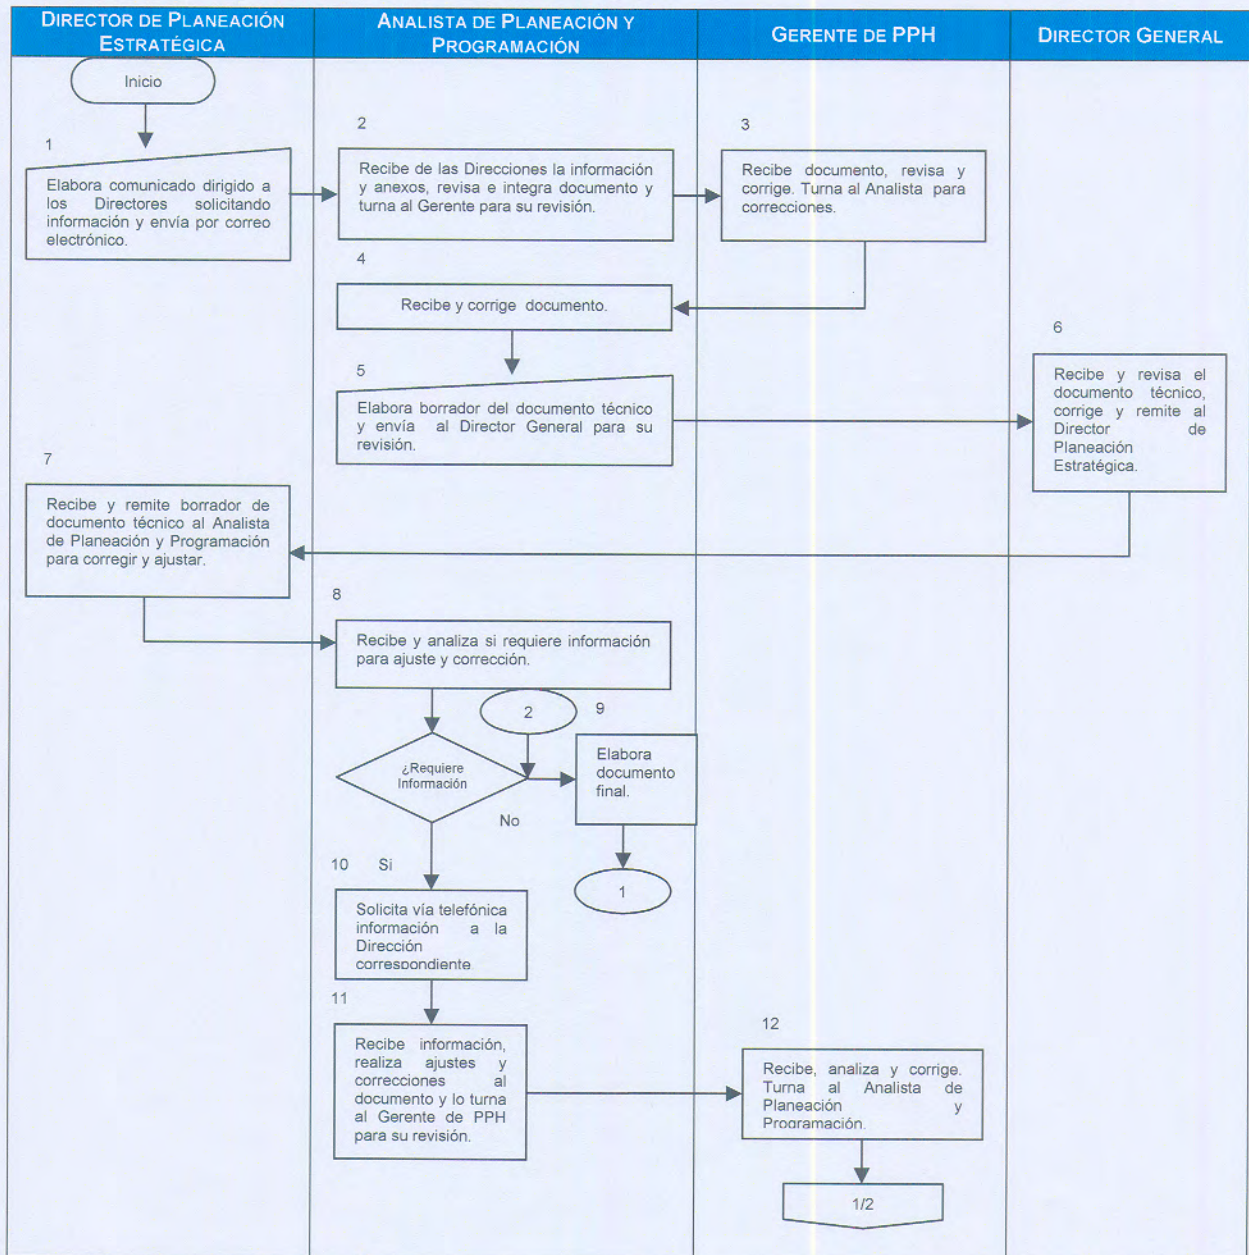 DIRECTOR DE PLANEACIÓN
ESTRATÉGICA
ANALISTA DE PLANEACIÓN Y
PROGRAMACIÓN
GERENTE DE PPH
DIRECTOR GENERAL
Inicio
1
Elabora comunicado dirigido a
los Directores solicitando
información y envía por correo
electrónico.
2
Recibe de las Direcciones la información
y anexos, revisa e integra documento y
turna al Gerente para su revisión.
3
Recibe documento, revisa y
corrige. Turna al Analista para
correcciones.
4
Recibe y corrige documento.
5
Elabora borrador del documento técnico
y envía al Director General para su
revisión.
6
Recibe y revisa el
documento técnico,
corrige y remite al
Director de
Planeación
Estratégica.
7
Recibe y remite borrador de
documento técnico al Analista
de Planeación y Programación
para corregir y ajustar.
8
Recibe y analiza si requiere información
para ajuste y corrección.
2
9
¿Requiere
Información
Elabora
documento
final.
No
1
10
Si
Solicita vía telefónica
información a la
Dirección
correspondiente
11
Recibe información,
realiza ajustes y
correcciones al
documento y lo turna
al Gerente de PPH
para su revisión.
12
Recibe, analiza y corrige.
Turna al Analista de
Planeación y
Programación.
1/2